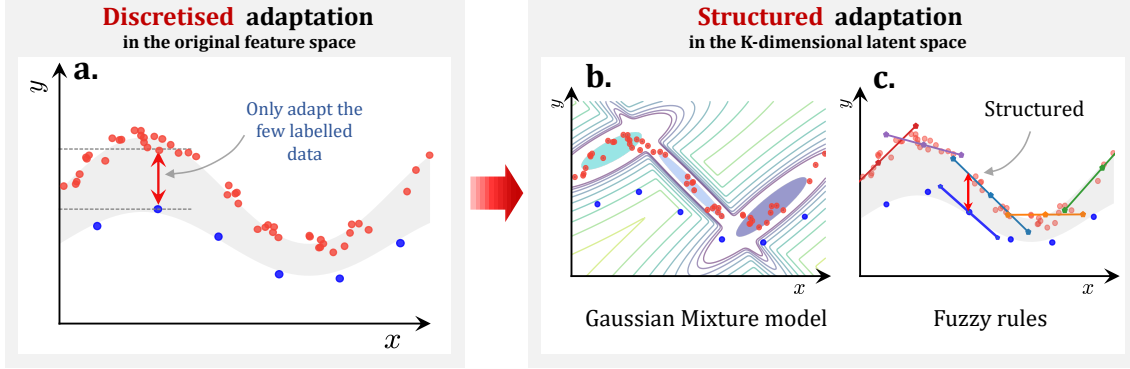 Discretised adaptation
in the original feature space
a.
y
Only adapt the
few labelled
data
x
Structured adaptation
in the K-dimensional latent space
b.
y
x
Gaussian Mixture model
c.
y
Structured
x
Fuzzy rules